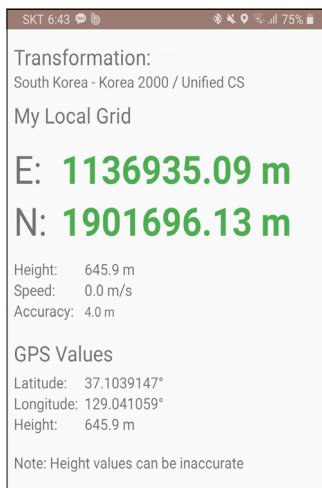 SKT 6:43 75%
Transformation:
South Korea - Korea 2000 / Unified CS
My Local Grid
E: 1136935.09 m
N: 1901696.13 m
Height: 645.9 m
Speed: 0.0 m/s
Accuracy: 4.0 m
GPS Values
Latitude: 37.1039147°
Longitude: 129.041059°
Height: 645.9 m
Note: Height values can be inaccurate